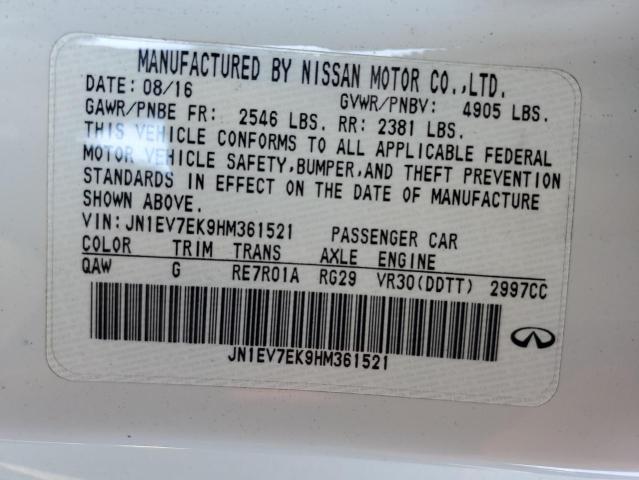 MANUFACTURED BY NISSAN MOTOR CO.,LTD.
DATE: 08/16 GVWR/PNBV: 4905 LBS.
GAWR/PNBE FR: 2546 LBS. RR: 2381 LBS.
THIS VEHICLE CONFORMS TO ALL APPLICABLE FEDERAL
MOTOR VEHICLE SAFETY,BUMPER,AND THEFT PREVENTION
STANDARDS IN EFFECT ON THE DATE OF MANUFACTURE
SHOWN ABOVE.
VIN: JN1EV7EK9HM361521 PASSENGER CAR
COLOR TRIM TRANS AXLE ENGINE
QAW G RE7R01A RG29 VR30(DDTT) 2997CC
JN1EV7EK9HM361521